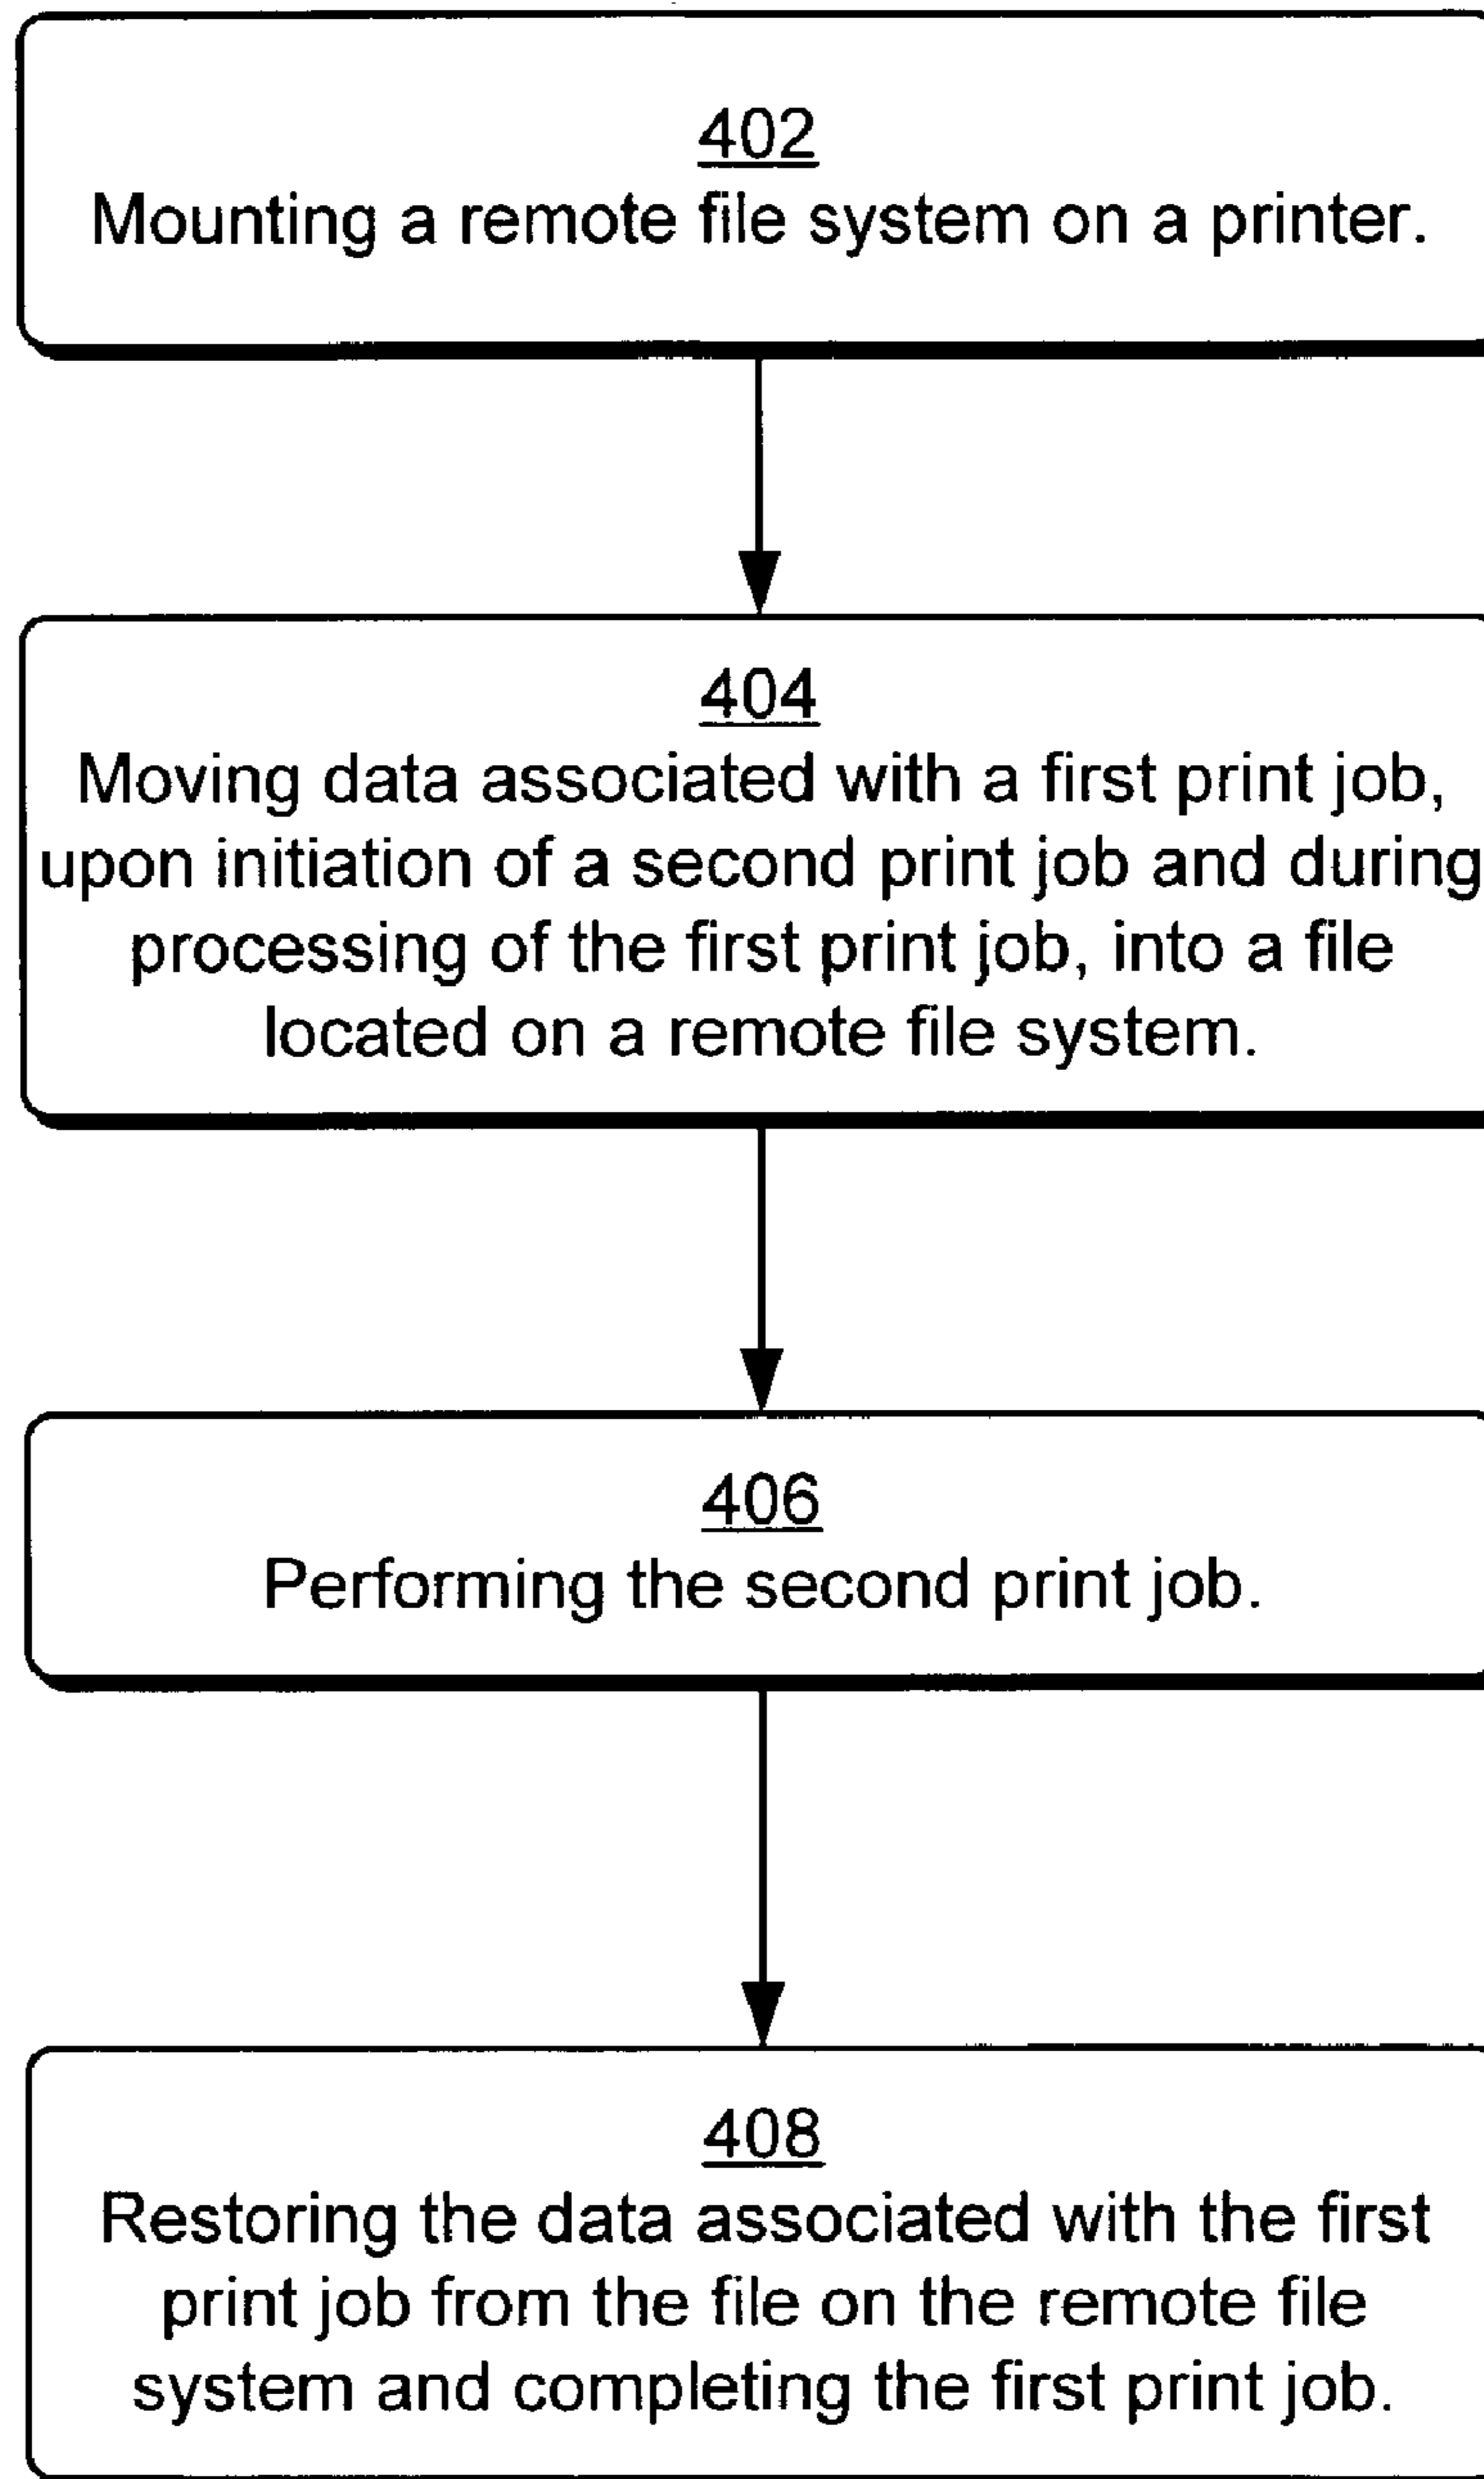 402
Mounting a remote file system on a printer.
404
Moving data associated with a first print job,
upon initiation of a second print job and during
processing of the first print job, into a file
located on a remote file system.
406
Performing the second print job.
408
Restoring the data associated with the first
print job from the file on the remote file
system and completing the first print job.